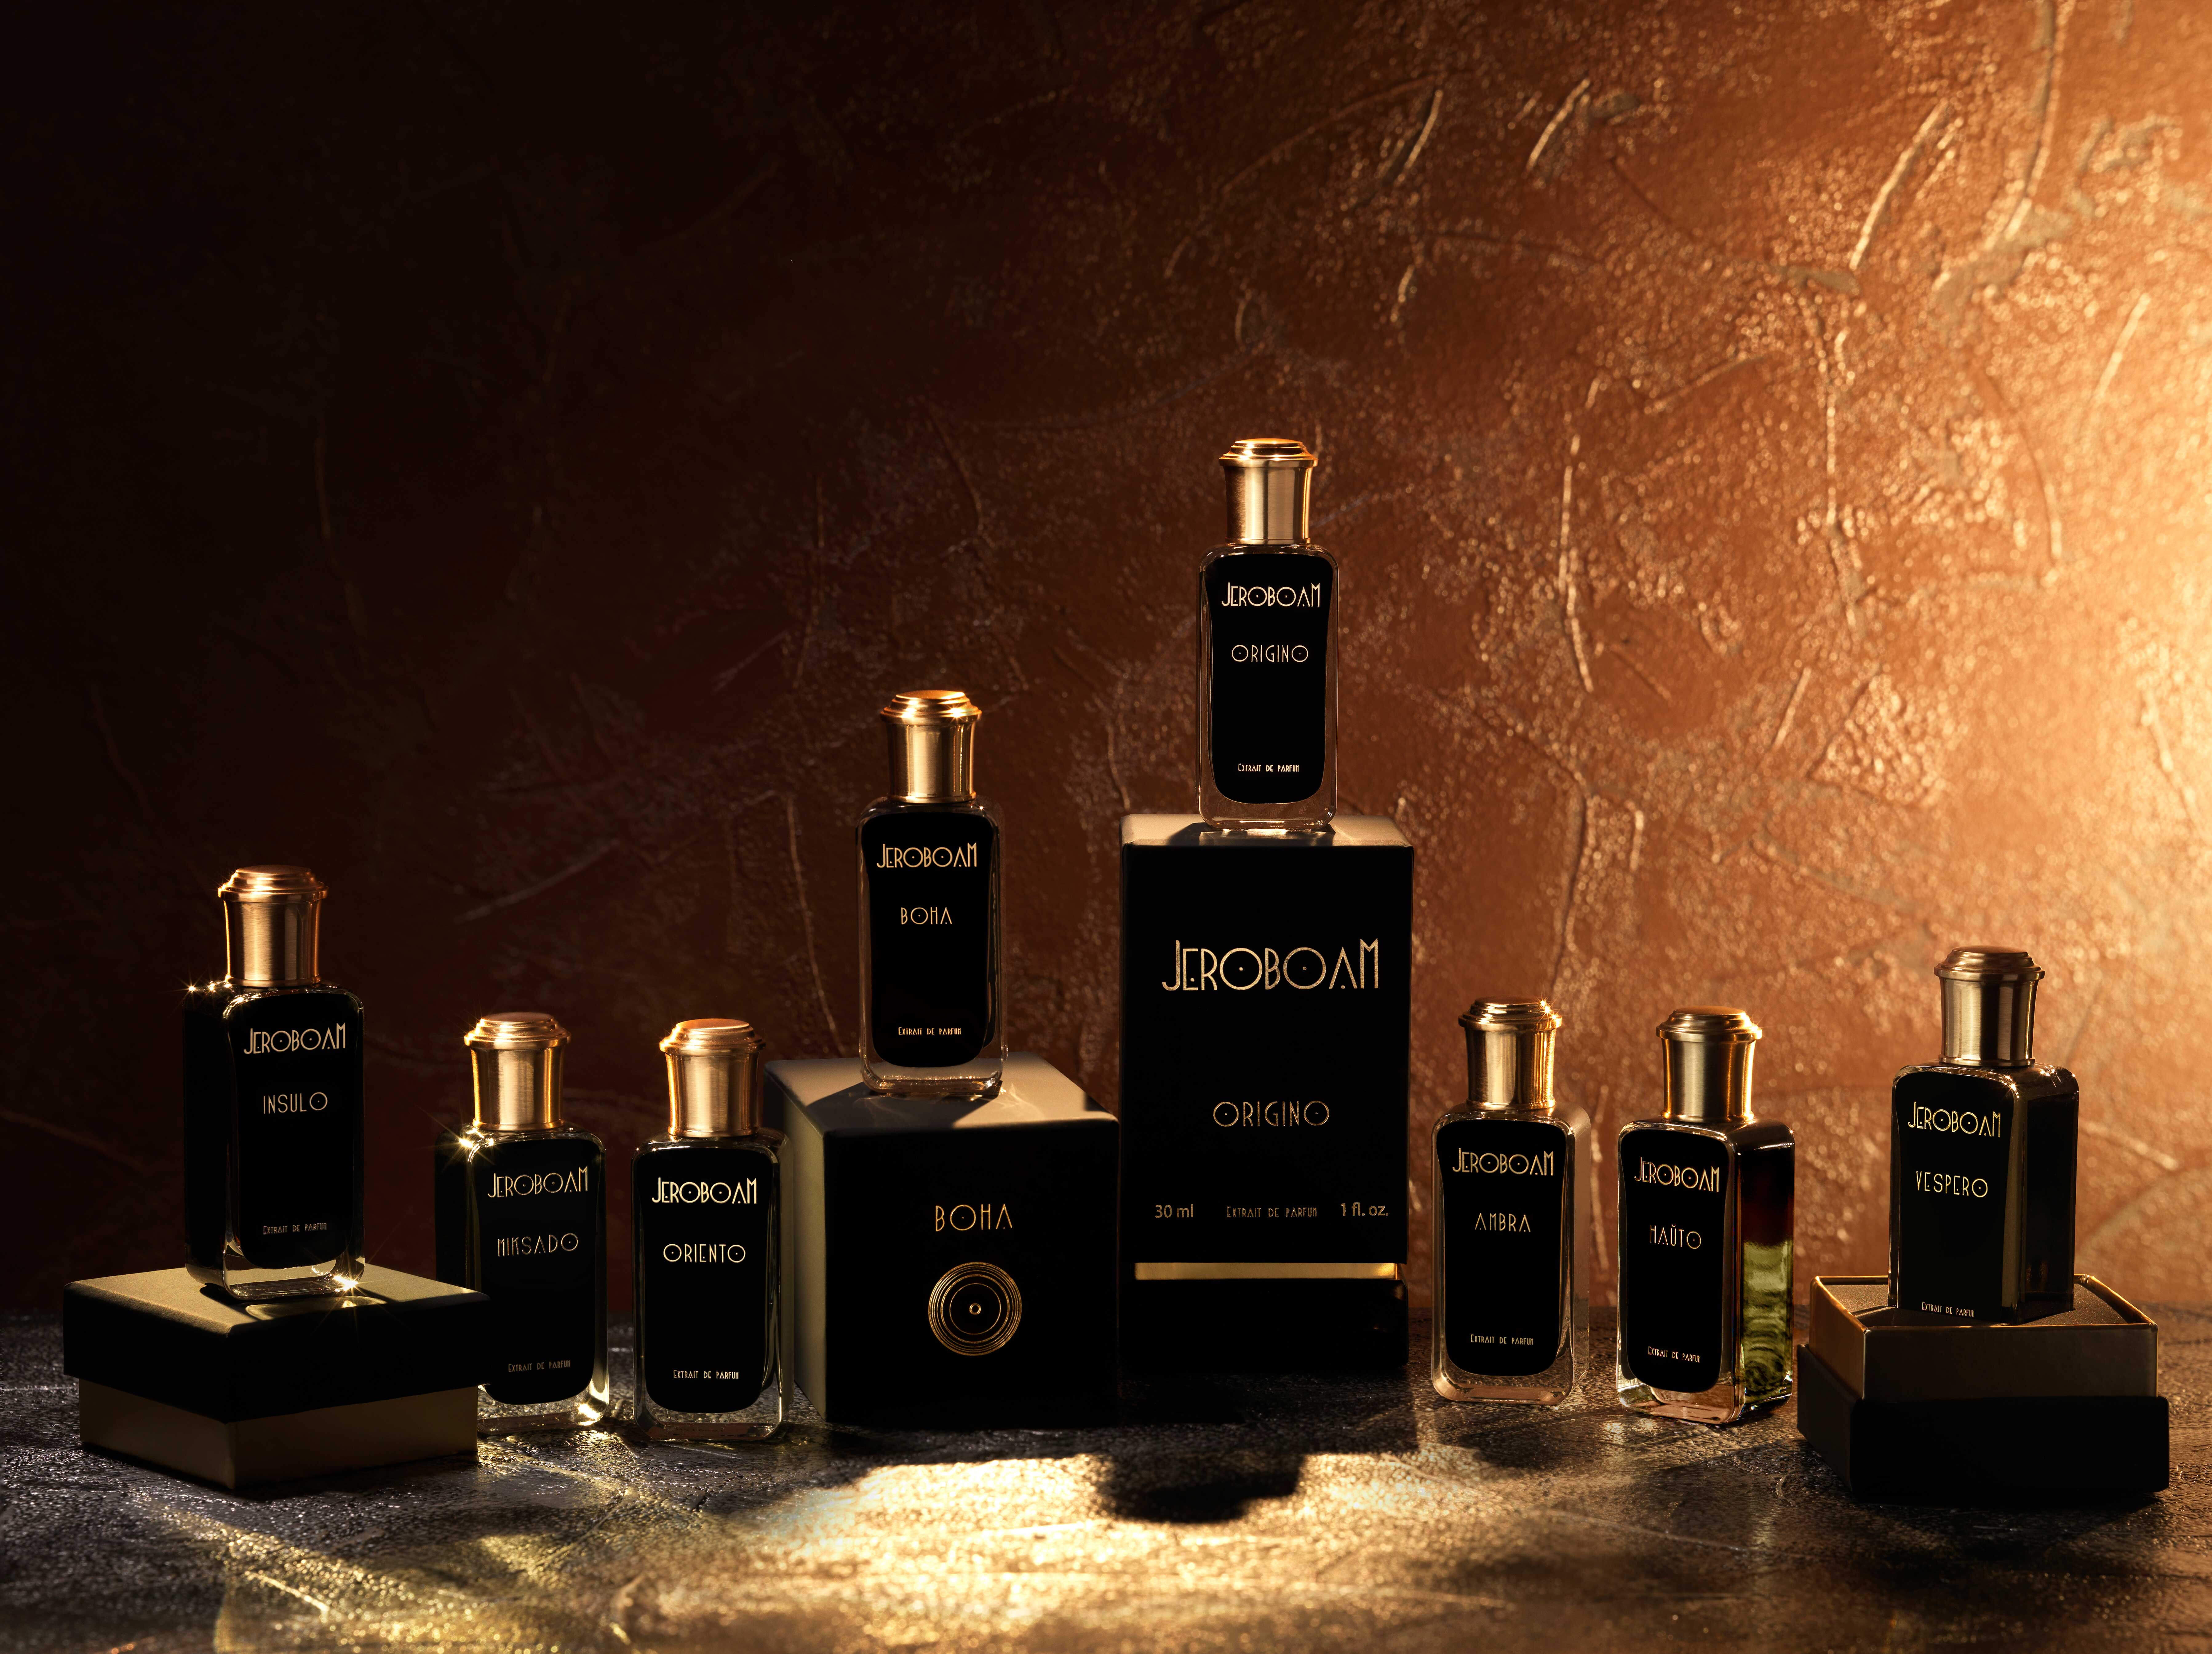 JEROBOAM
INSULO
EXTRAIT DE PARFUM
JEROBOAM
MIKSADO
EXTRAIT DE PARFUM
JEROBOAM
ORIENTO
EXTRAIT DE PARFUM
JEROBOAM
BOHA
EXTRAIT DE PARFUM
BOHA
JEROBOAM
ORIGINO
EXTRAIT DE PARFUM
JEROBOAM
ORIGINO
30 ml EXTRAIT DE PARFUM 1 fl. oz.
JEROBOAM
AMBRA
EXTRAIT DE PARFUM
JEROBOAM
HAŬTO
EXTRAIT DE PARFUM
JEROBOAM
VESPERO
EXTRAIT DE PARFUM